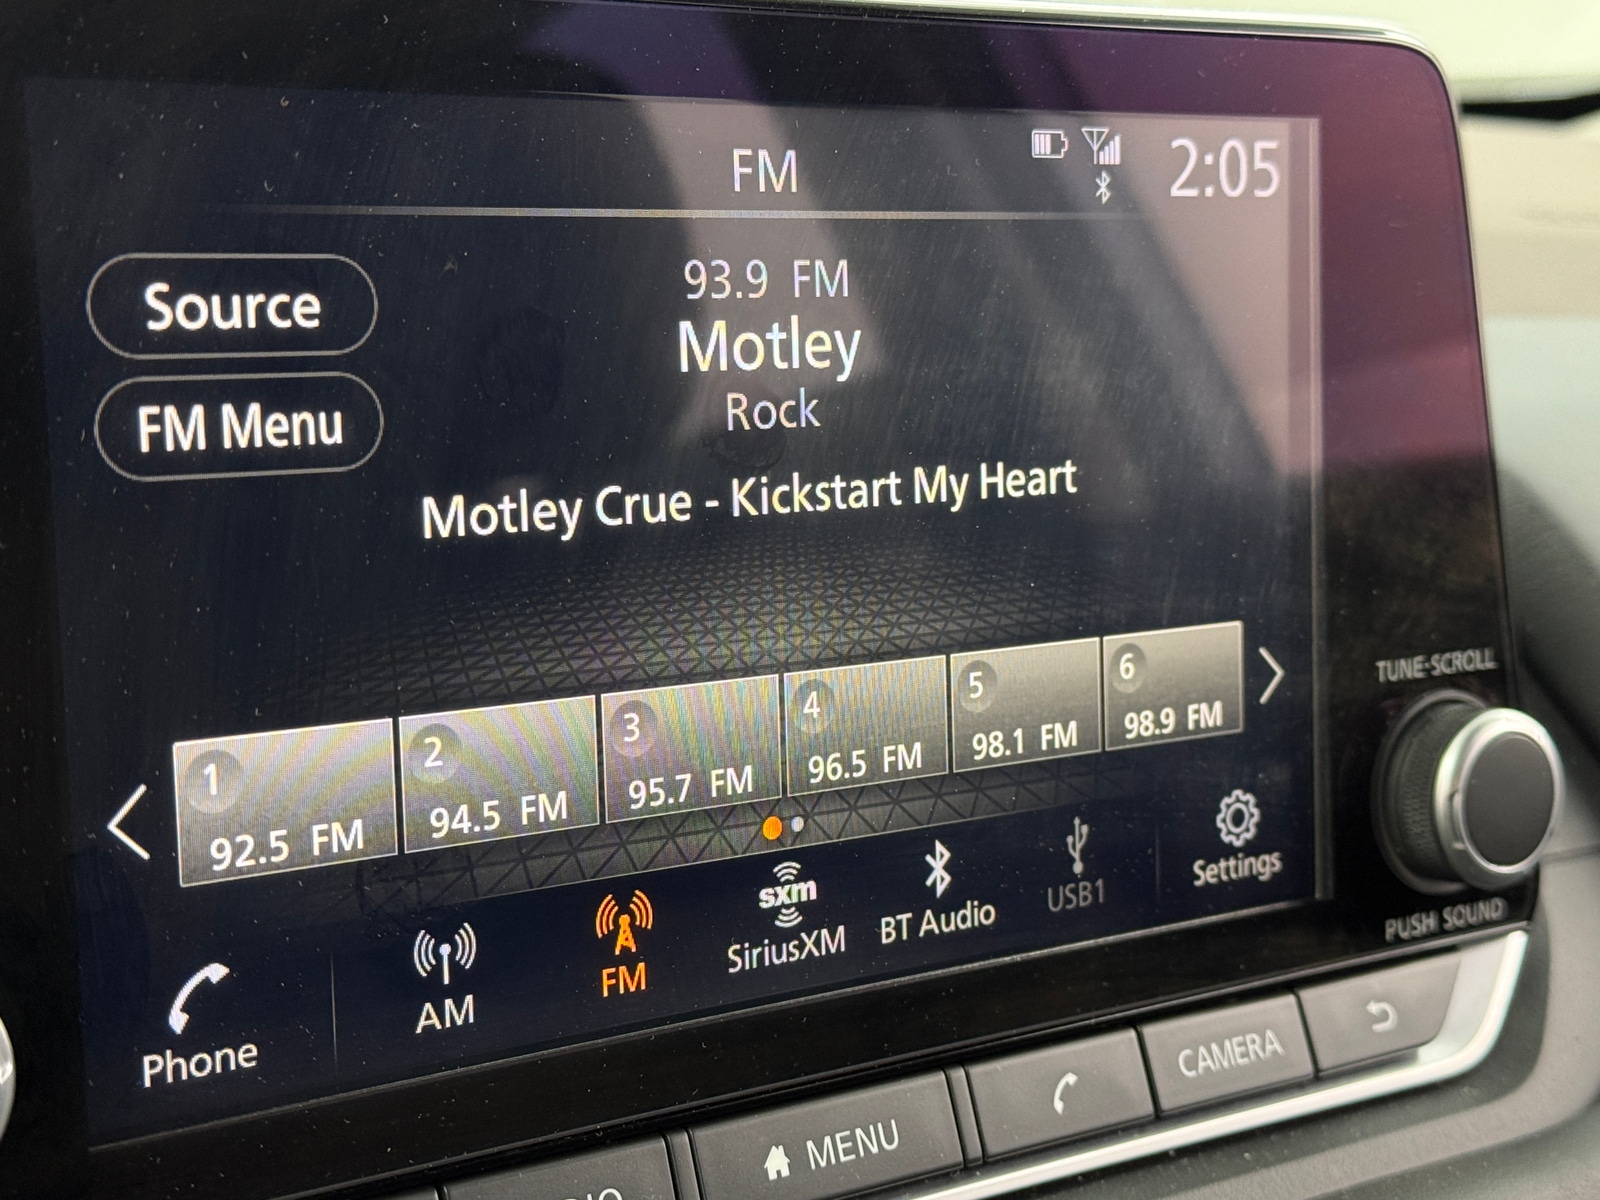 FM
2:05
Source
93.9 FM
Motley
FM Menu
Rock
Motley Crue - Kickstart My Heart
1
92.5 FM
2
94.5 FM
3
95.7 FM
4
96.5 FM
5
98.1 FM
6
98.9 FM
TUNE·SCROLL
Phone
AM
FM
sxm
SiriusXM
BT Audio
USB1
Settings
PUSH SOUND
MENU
CAMERA